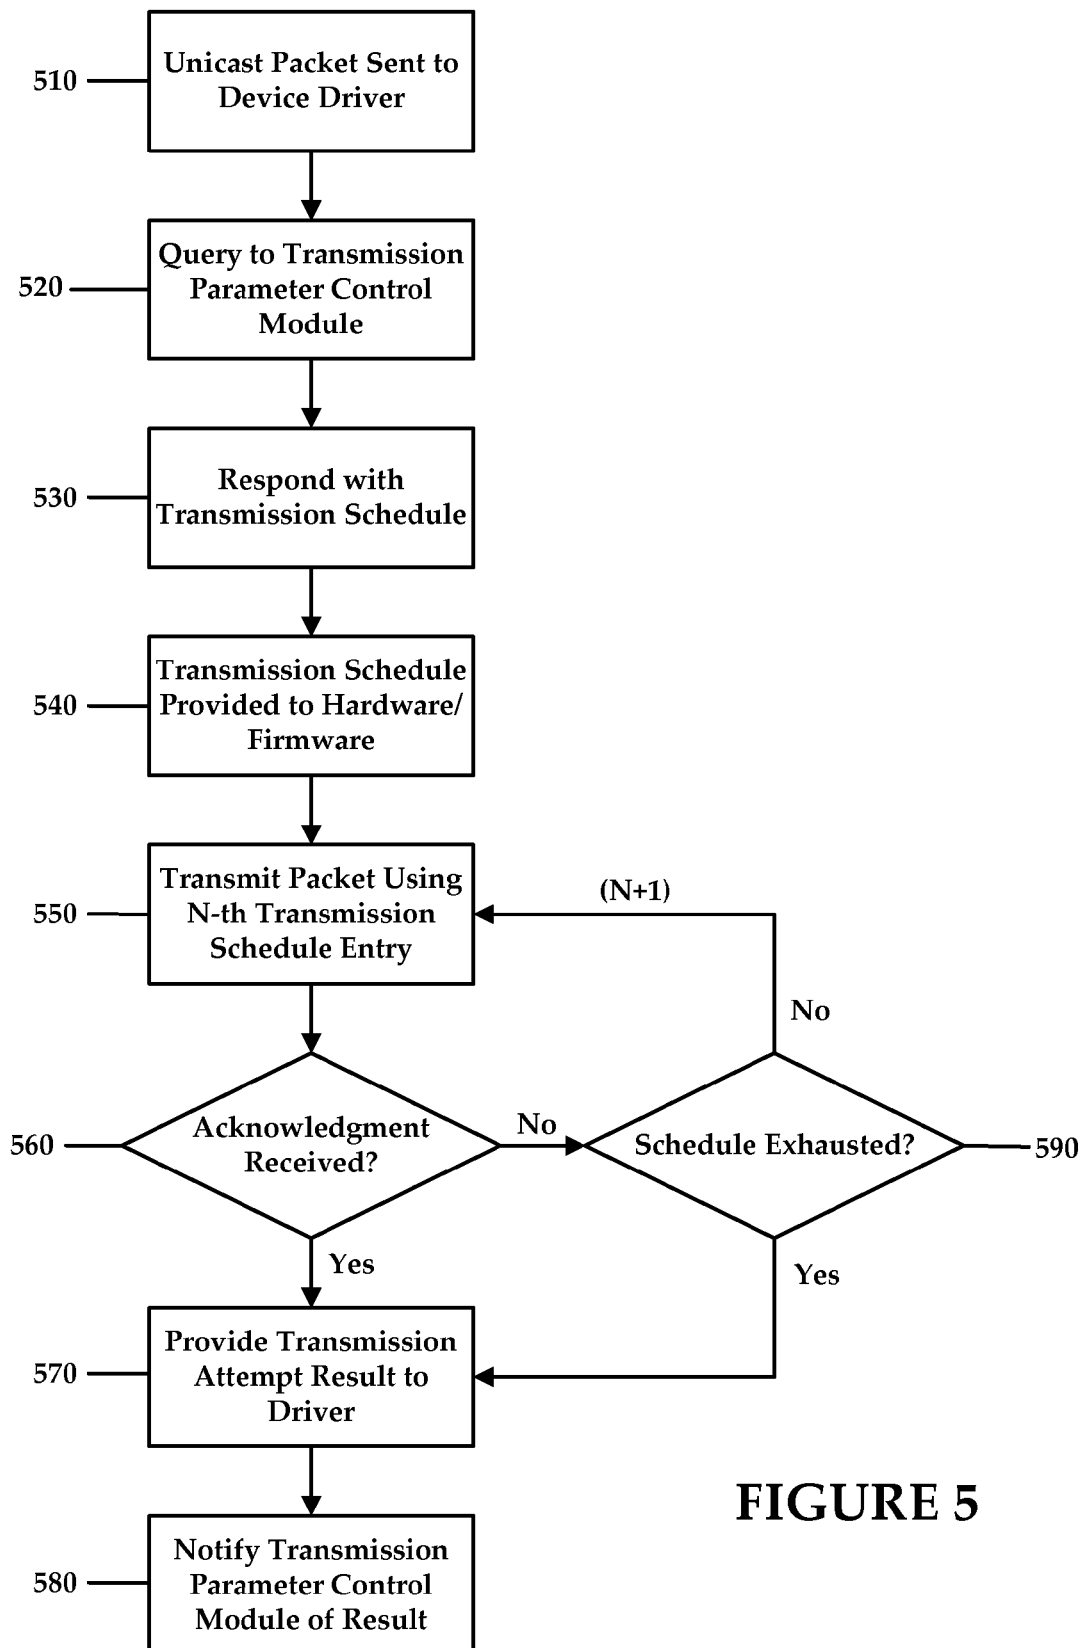 510
Unicast Packet Sent to
Device Driver
520
Query to Transmission
Parameter Control
Module
530
Respond with
Transmission Schedule
540
Transmission Schedule
Provided to Hardware/
Firmware
550
Transmit Packet Using
N-th Transmission
Schedule Entry
(N+1)
No
560
Acknowledgment
Received?
No
Schedule Exhausted?
590
Yes
Yes
570
Provide Transmission
Attempt Result to
Driver
580
Notify Transmission
Parameter Control
Module of Result
FIGURE 5